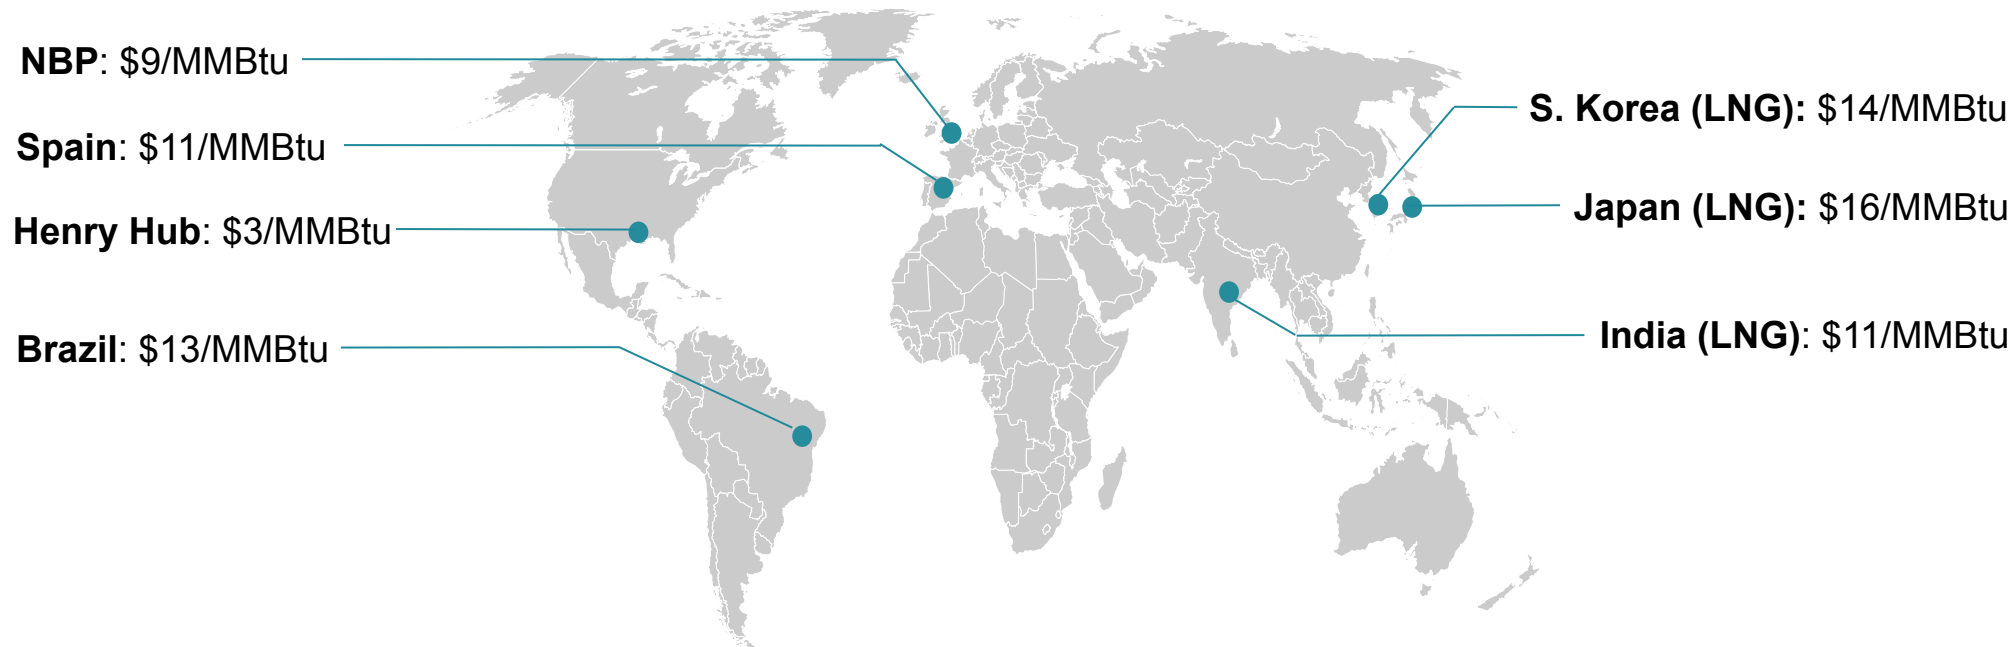 NBP: $9/MMBtu
Spain: $11/MMBtu
Henry Hub: $3/MMBtu
Brazil: $13/MMBtu
S. Korea (LNG): $14/MMBtu
Japan (LNG): $16/MMBtu
India (LNG): $11/MMBtu